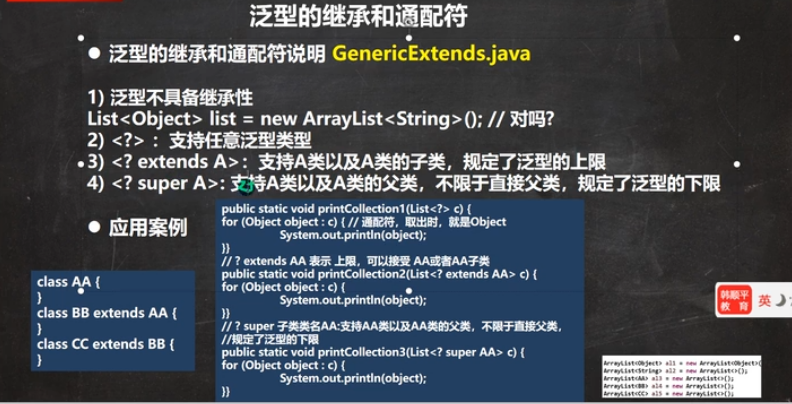 泛型的继承和通配符
● 泛型的继承和通配符说明 GenericExtends.java
1) 泛型不具备继承性
List<Object> list = new ArrayList<String>(); // 对吗?
2) <?> ：支持任意泛型类型
3) <? extends A>：支持A类以及A类的子类，规定了泛型的上限
4) <? super A>: 支持A类以及A类的父类，不限于直接父类，规定了泛型的下限
● 应用案例
class AA {
}
class BB extends AA {
}
class CC extends BB {
}
public static void printCollection1(List<?> c) {
for (Object object : c) { // 通配符，取出时，就是Object
System.out.println(object);
}}
// ? extends AA 表示 上限，可以接受 AA或者AA子类
public static void printCollection2(List<? extends AA> c) {
for (Object object : c) {
System.out.println(object);
}}
// ? super 子类类名AA:支持AA类以及AA类的父类，不限于直接父类，
//规定了泛型的下限
public static void printCollection3(List<? super AA> c) {
for (Object object : c) {
System.out.println(object);
}}
韩顺平
教育
英
ArrayList<Object> al1 = new ArrayList<Object>(
ArrayList<String> al2 = new ArrayList<>();
ArrayList<AA> al3 = new ArrayList<>();
ArrayList<BB> al4 = new ArrayList<>();
ArrayList<CC> al5 = new ArrayList<>();